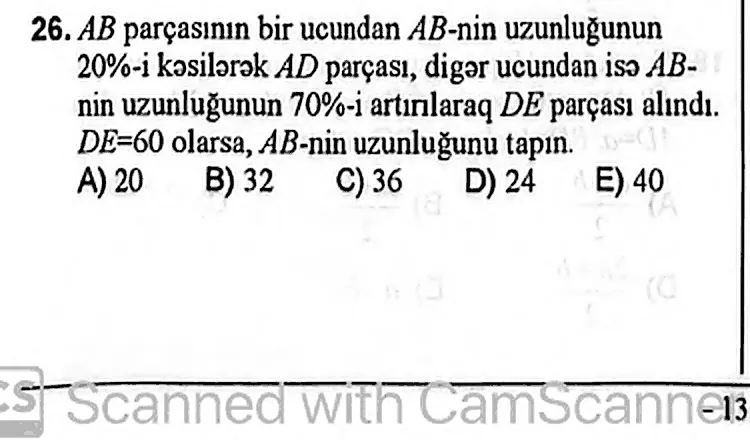 26. AB parçasının bir ucundan AB-nin uzunluğunun
20%-i kəsilərək AD parçası, digər ucundan isə AB-
nin uzunluğunun 70%-i artırılaraq DE parçası alındı.
DE=60 olarsa, AB-nin uzunluğunu tapın.
A) 20 B) 32 C) 36 D) 24 E) 40
CS Scanned with CamScanner
-13